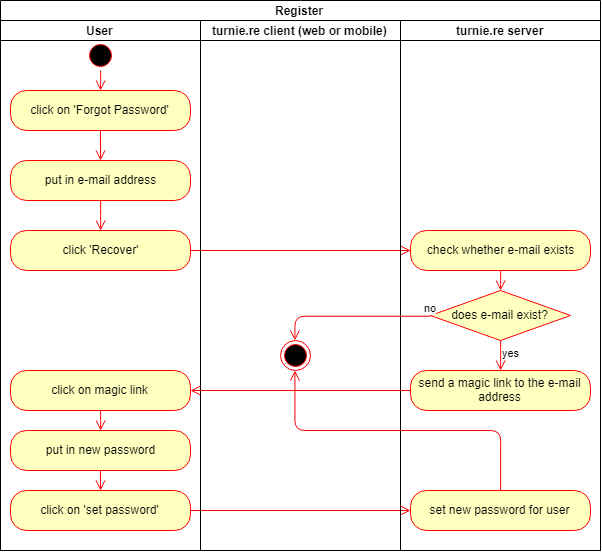 Register
User
turnie.re client (web or mobile)
turnie.re server
click on 'Forgot Password'
put in e-mail address
click 'Recover'
check whether e-mail exists
does e-mail exist?
no
yes
send a magic link to the e-mail
address
click on magic link
put in new password
click on 'set password'
set new password for user